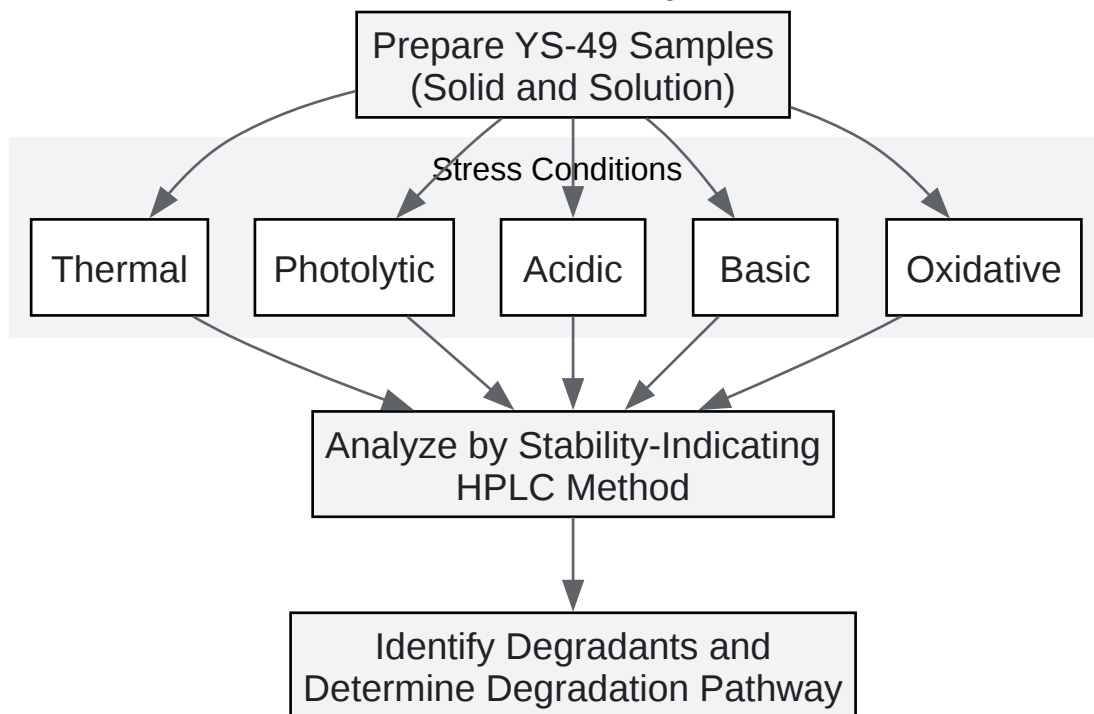 Prepare YS-49 Samples
(Solid and Solution)
Stress Conditions
Thermal
Photolytic
Acidic
Basic
Oxidative
Analyze by Stability-Indicating
HPLC Method
Identify Degradants and
Determine Degradation Pathway